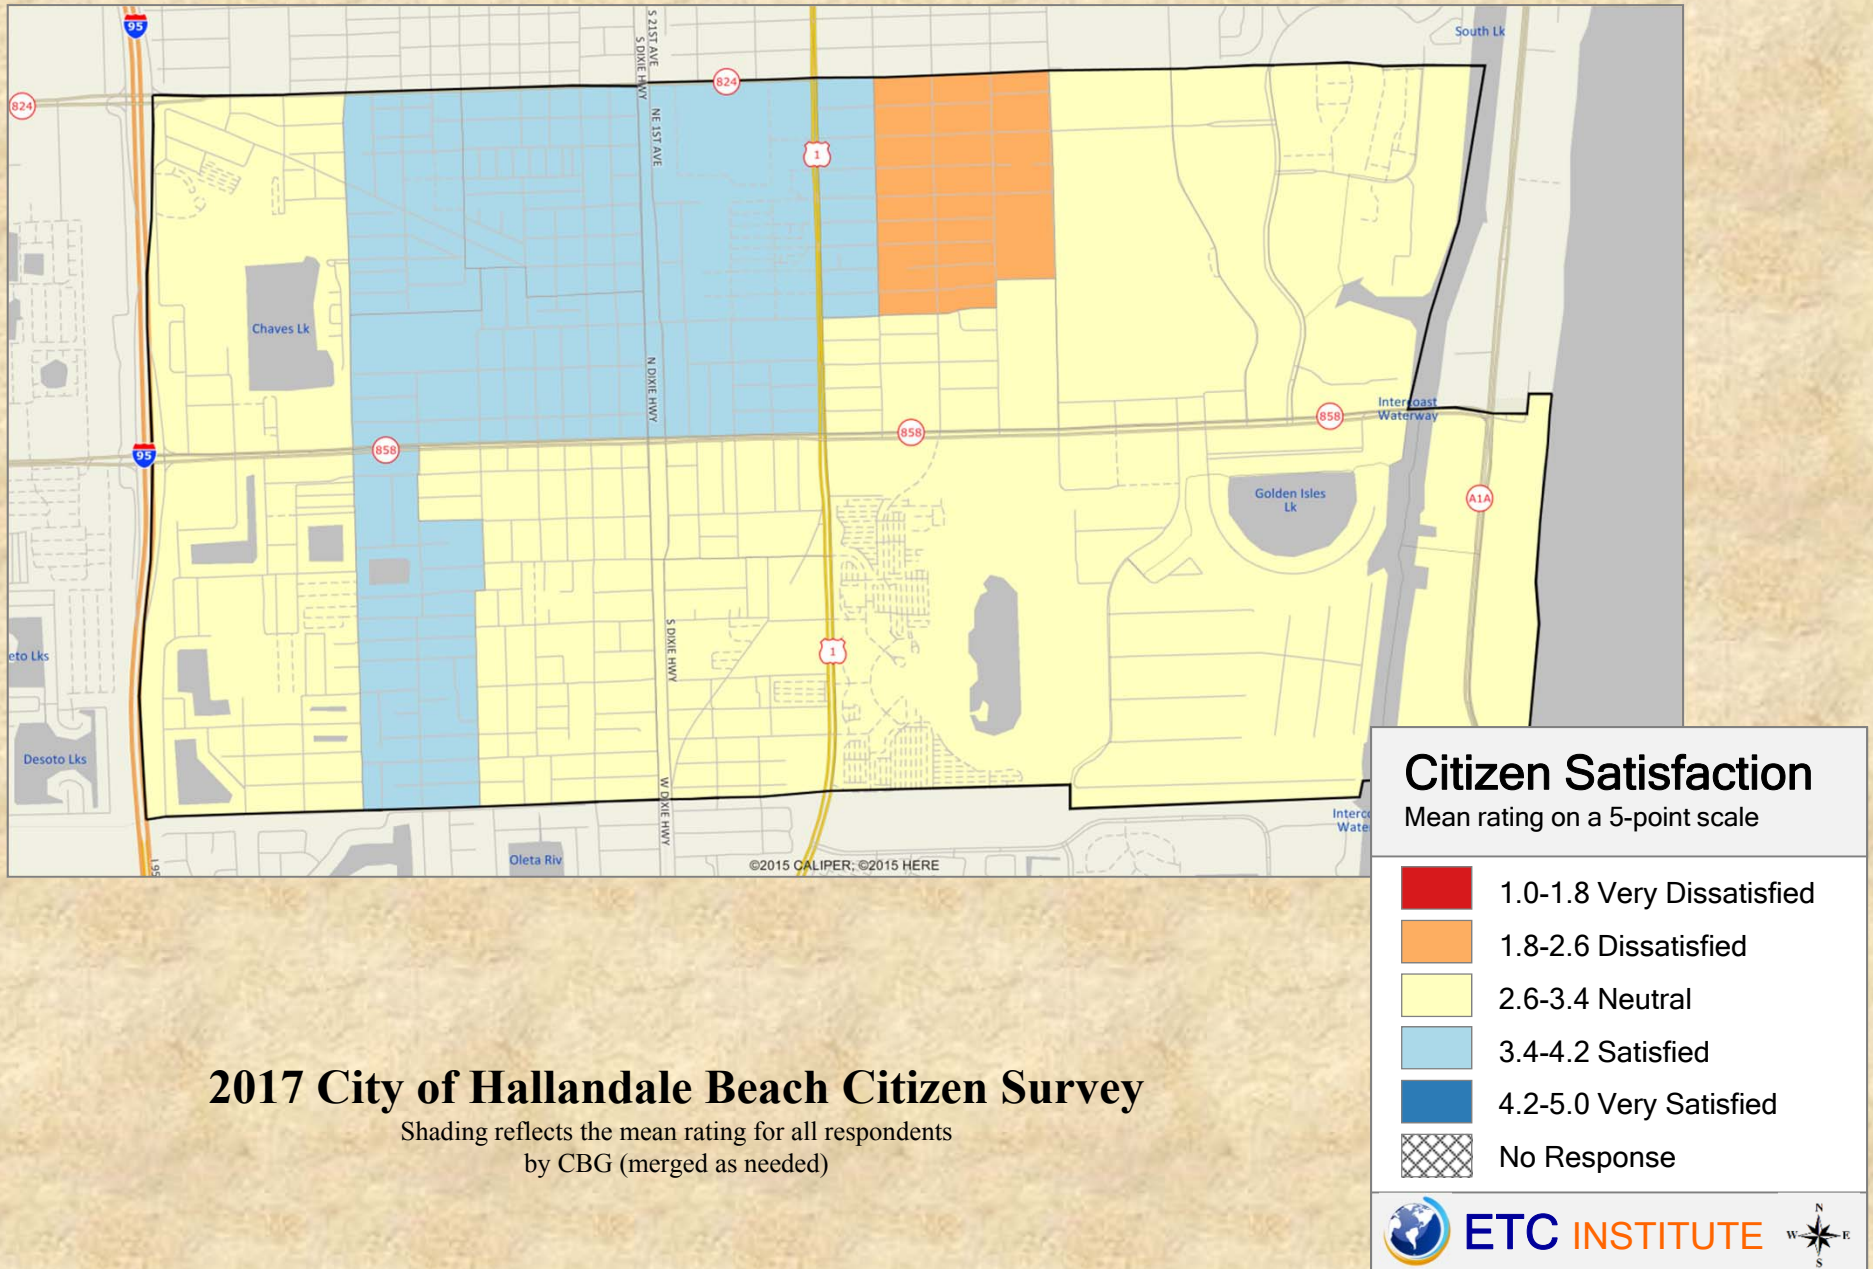 95
S 21ST AVE
S DIXIE HWY
South Lk
824
824
NE 1ST AVE
1
Chaves Lk
N DIXIE HWY
Intercoast
Waterway
858
858
858
95
Golden Isles
Lk
A1A
S DIXIE HWY
1
eto Lks
Desoto Lks
W DIXIE HWY
Interco
Wate
Oleta Riv
I 95
©2015 CALIPER; ©2015 HERE
Citizen Satisfaction
Mean rating on a 5-point scale
1.0-1.8 Very Dissatisfied
1.8-2.6 Dissatisfied
2.6-3.4 Neutral
3.4-4.2 Satisfied
4.2-5.0 Very Satisfied
No Response
2017 City of Hallandale Beach Citizen Survey
Shading reflects the mean rating for all respondents
by CBG (merged as needed)
ETC INSTITUTE
N
W E
S